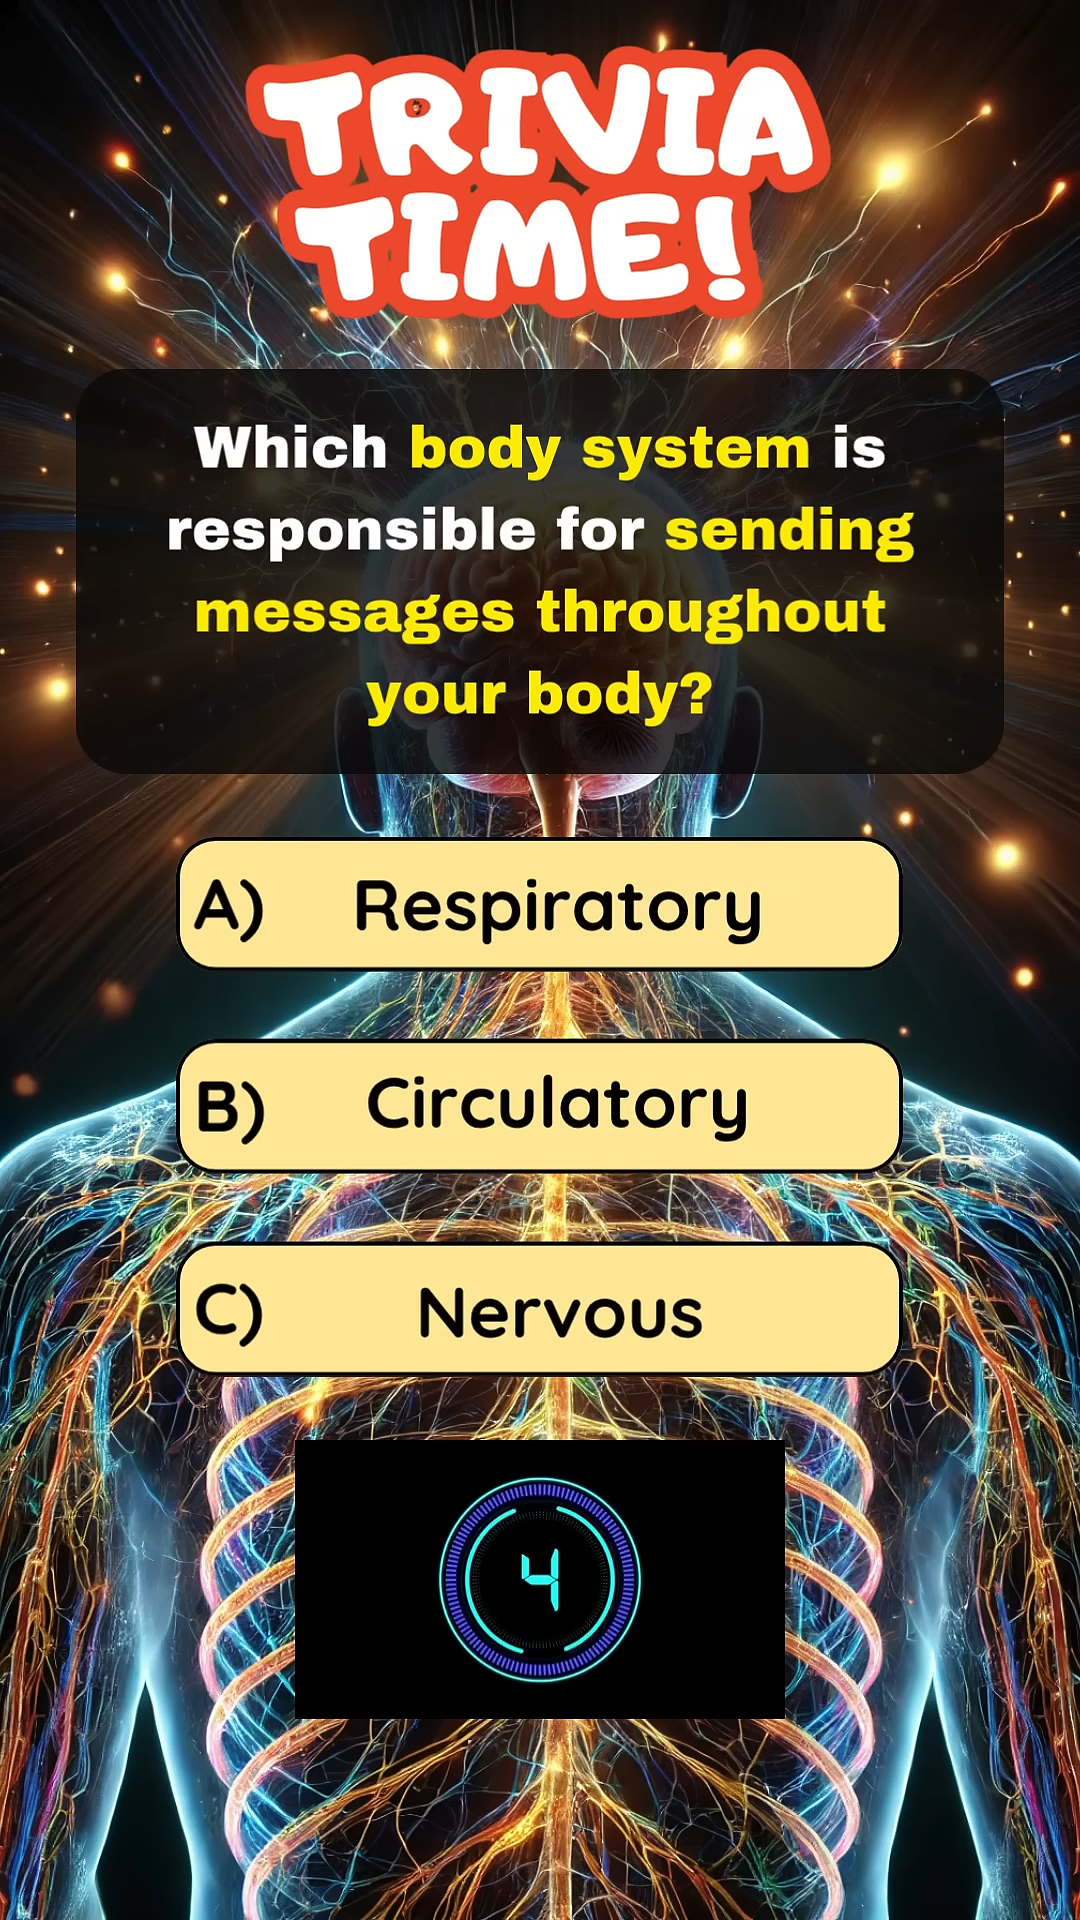 TRIVIA
TIME!
Which body system is
responsible for sending
messages throughout
your body?
A) Respiratory
B) Circulatory
C) Nervous
4